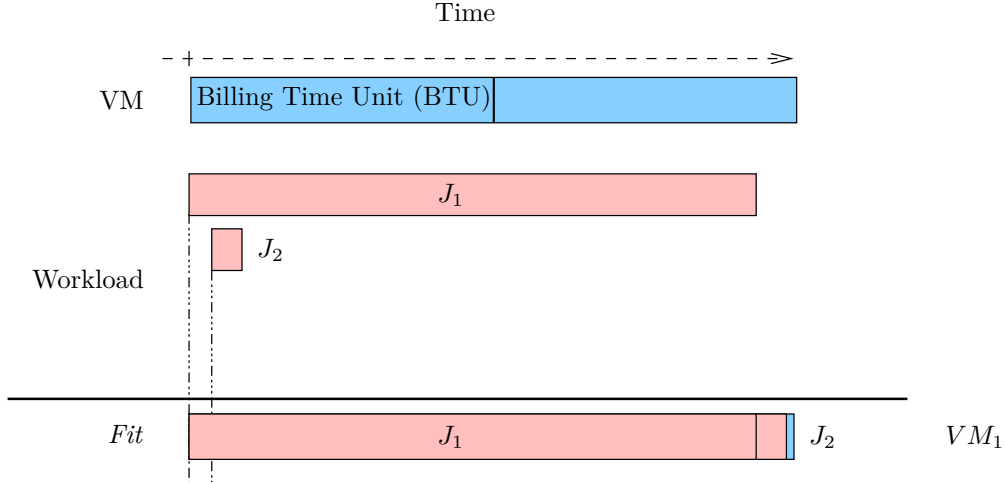 Time
VM
Billing Time Unit (BTU)
J₁
J₂
Workload
Fit
J₁
J₂
VM₁